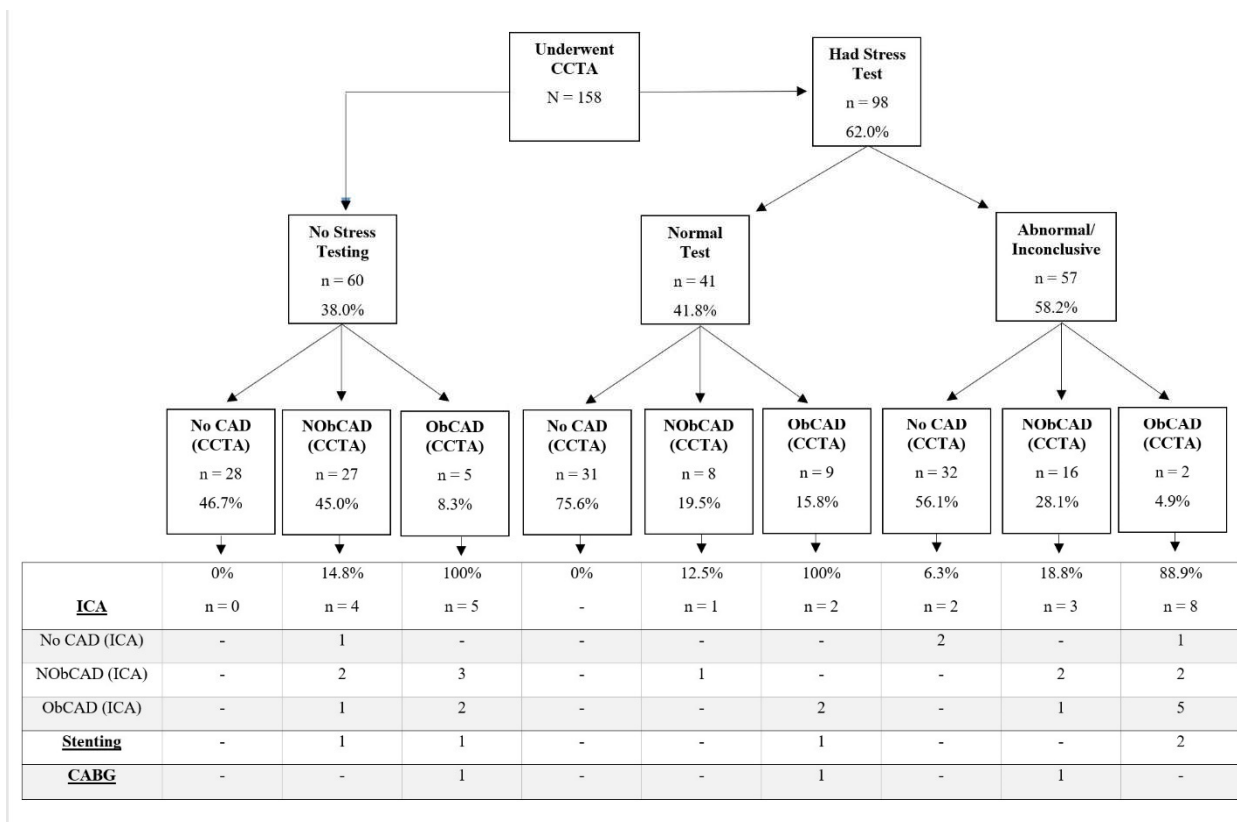 Underwent
CCTA
N = 158
Had Stress
Test
n = 98
62.0%
No Stress
Testing
n = 60
38.0%
Normal
Test
n = 41
41.8%
Abnormal/
Inconclusive
n = 57
58.2%
No CAD
(CCTA)
n = 28
46.7%
NObCAD
(CCTA)
n = 27
45.0%
ObCAD
(CCTA)
n = 5
8.3%
No CAD
(CCTA)
n = 31
75.6%
NObCAD
(CCTA)
n = 8
19.5%
ObCAD
(CCTA)
n = 9
15.8%
No CAD
(CCTA)
n = 32
56.1%
NObCAD
(CCTA)
n = 16
28.1%
ObCAD
(CCTA)
n = 2
4.9%
0% 14.8% 100% 0% 12.5% 100% 6.3% 18.8% 88.9%
ICA n = 0 n = 4 n = 5 - n = 1 n = 2 n = 2 n = 3 n = 8
No CAD (ICA) - 1 - - - - 2 - 1
NObCAD (ICA) - 2 3 - 1 - - 2 2
ObCAD (ICA) - 1 2 - - 2 - 1 5
Stenting - 1 1 - - 1 - - 2
CABG - - 1 - - 1 - 1 -